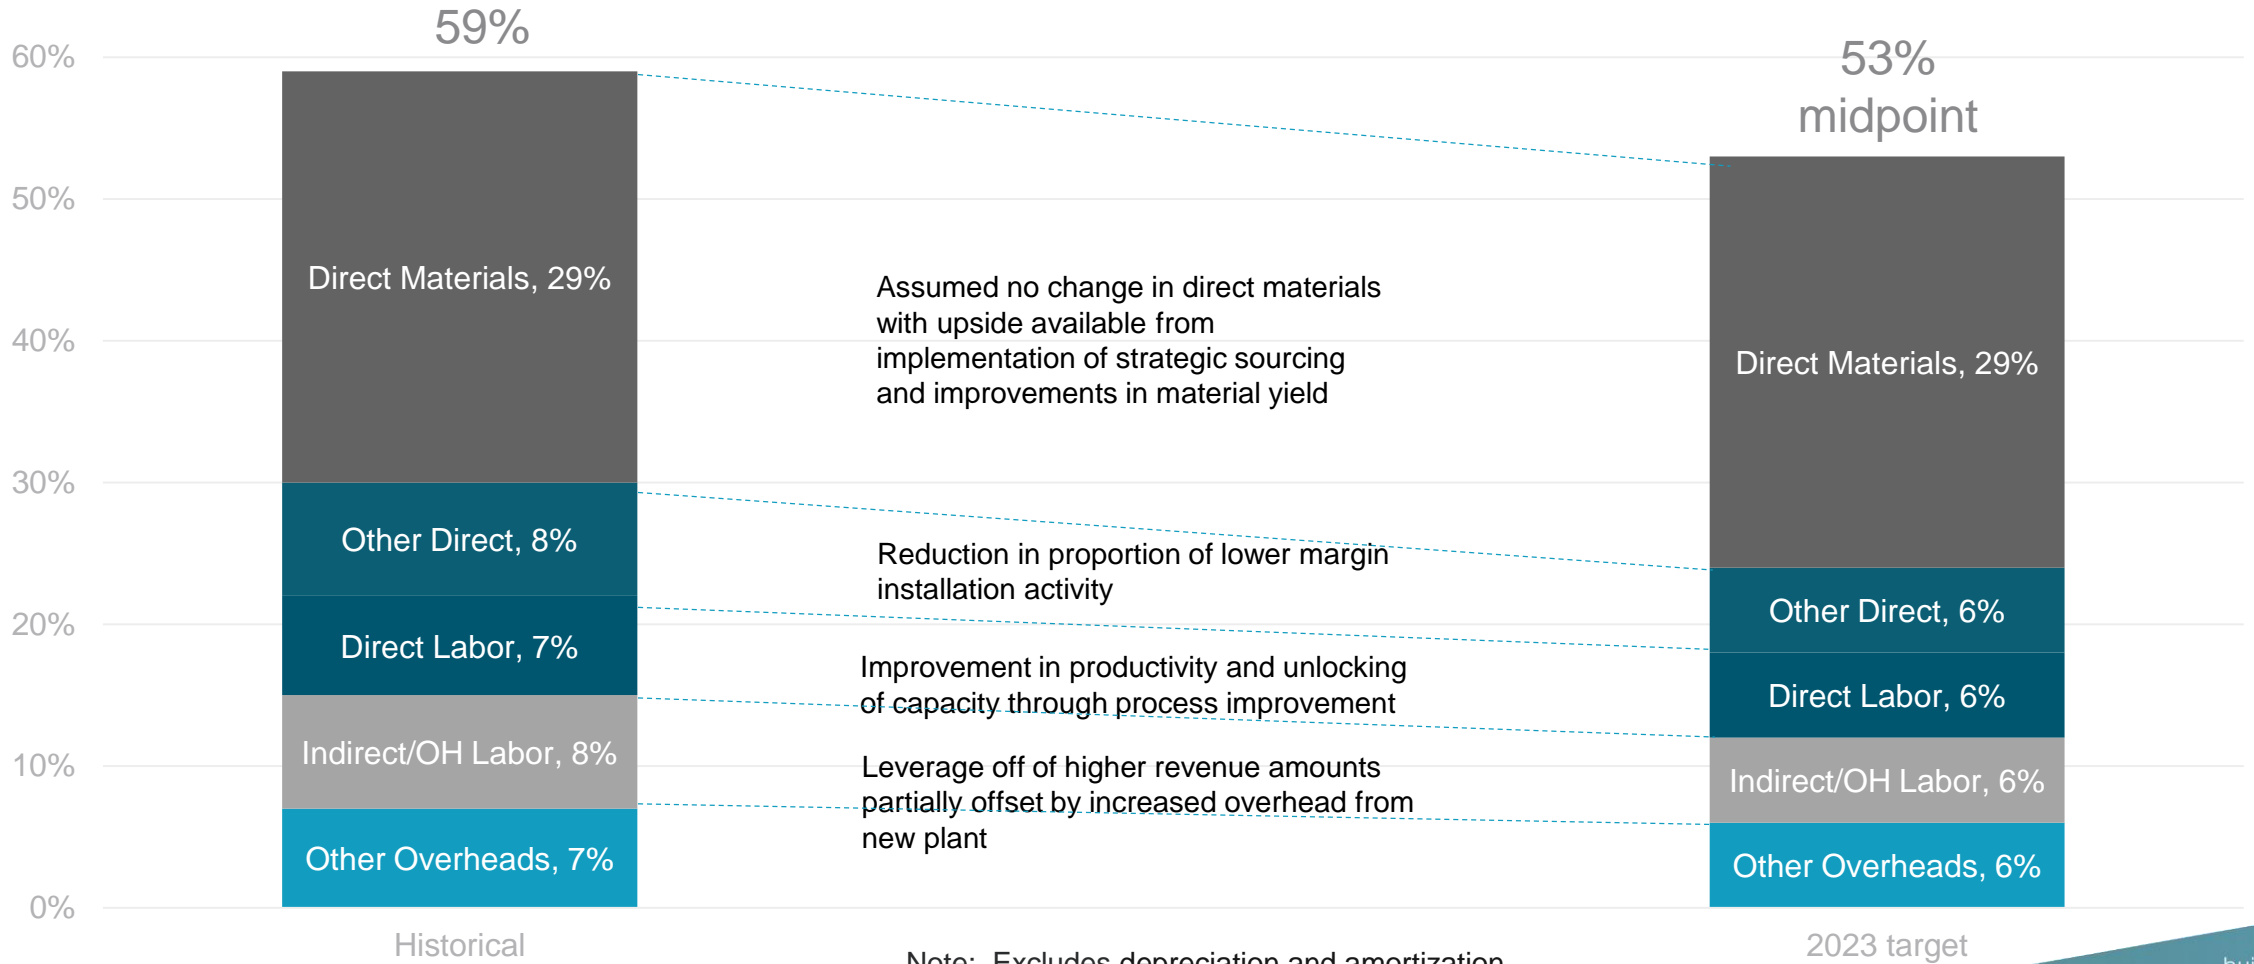 59%
53%
midpoint
60%
50%
40%
30%
20%
10%
0%
Direct Materials, 29%
Other Direct, 8%
Direct Labor, 7%
Indirect/OH Labor, 8%
Other Overheads, 7%
Historical
Assumed no change in direct materials
with upside available from
implementation of strategic sourcing
and improvements in material yield
Reduction in proportion of lower margin
installation activity
Improvement in productivity and unlocking
of capacity through process improvement
Leverage off of higher revenue amounts
partially offset by increased overhead from
new plant
Direct Materials, 29%
Other Direct, 6%
Direct Labor, 6%
Indirect/OH Labor, 6%
Other Overheads, 6%
2023 target
Note: Excludes depreciation and amortization